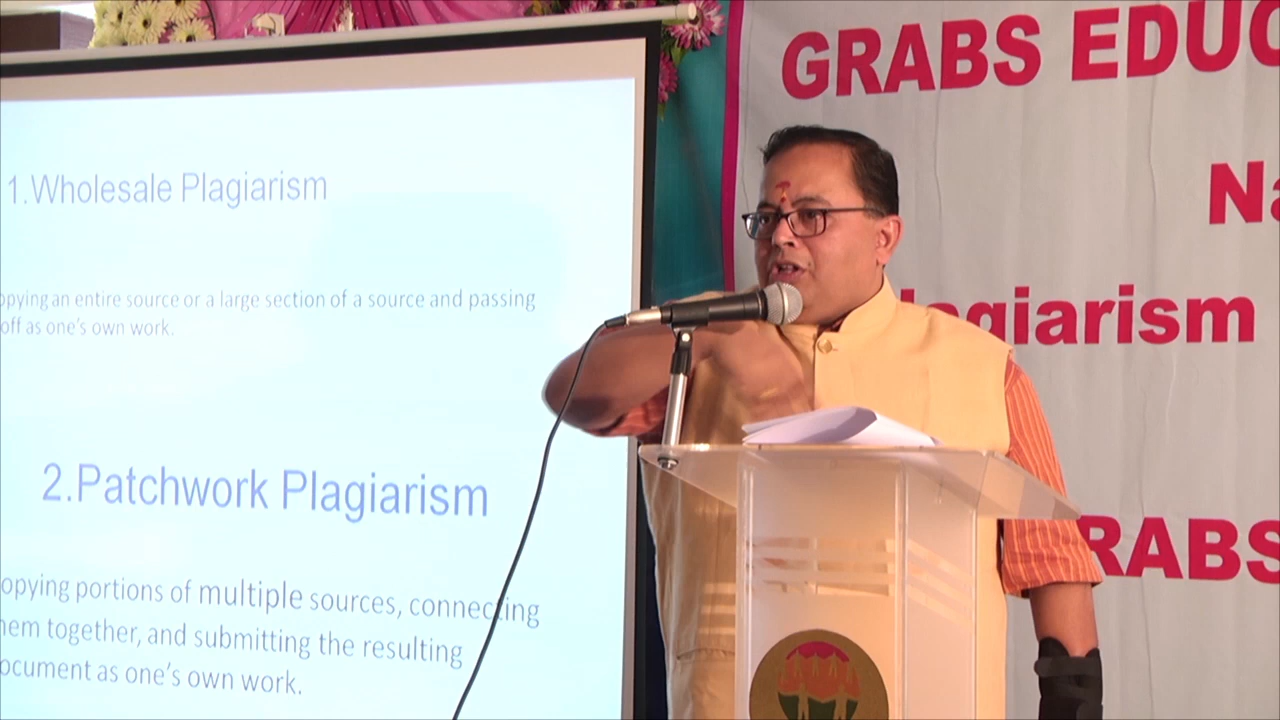 1.Wholesale Plagiarism
opying an entire source or a large section of a source and passing
off as one's own work.
2.Patchwork Plagiarism
opying portions of multiple sources, connecting
hem together, and submitting the resulting
ocument as one's own work.
GRABS EDUC
Na
lagiarism
RABS